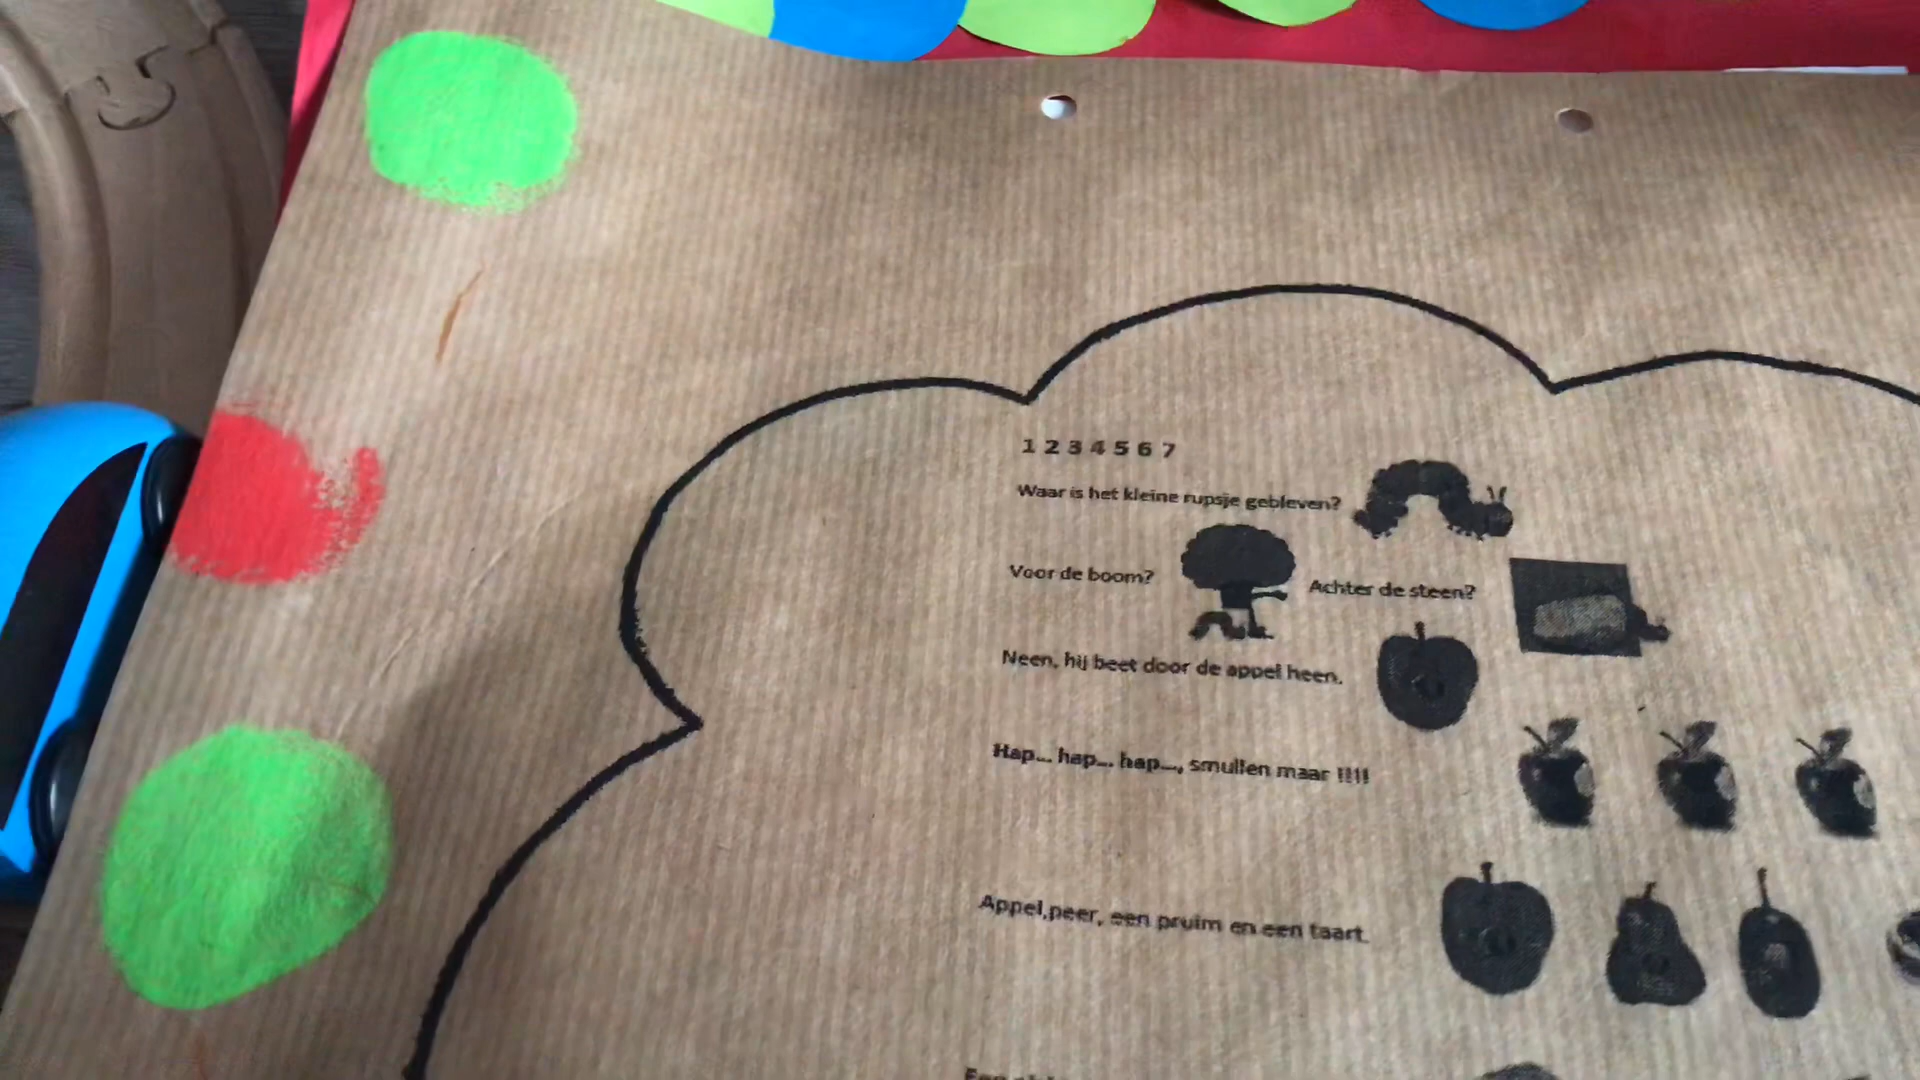 1 2 3 4 5 6 7
Waar is het kleine rupsje gebleven?
Voor de boom? Achter de steen?
Neen, hij beet door de appel heen.
Hap... hap... hap..., smullen maar !!!!
Appel,peer, een pruim en een taart.